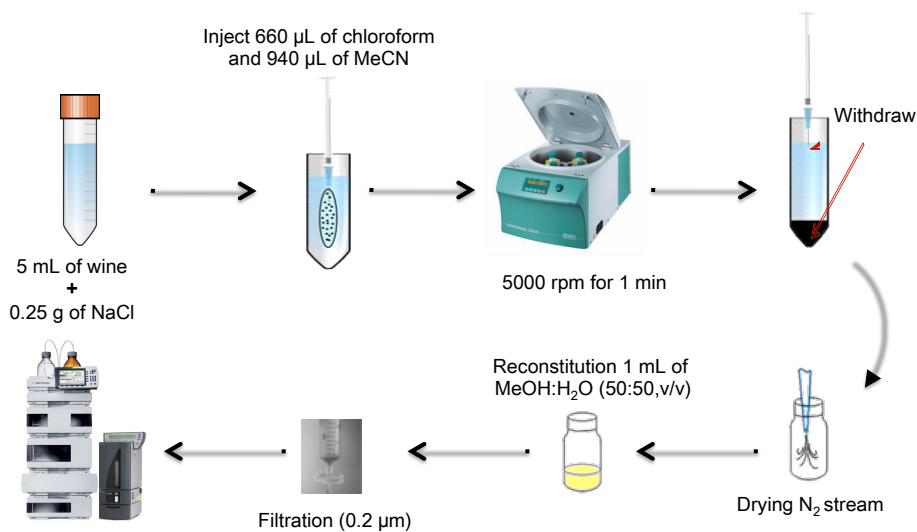 Inject 660 µL of chloroform
and 940 µL of MeCN
Withdraw
5 mL of wine
+
0.25 g of NaCl
5000 rpm for 1 min
Reconstitution 1 mL of
MeOH:H₂O (50:50,v/v)
Filtration (0.2 µm)
Drying N₂ stream